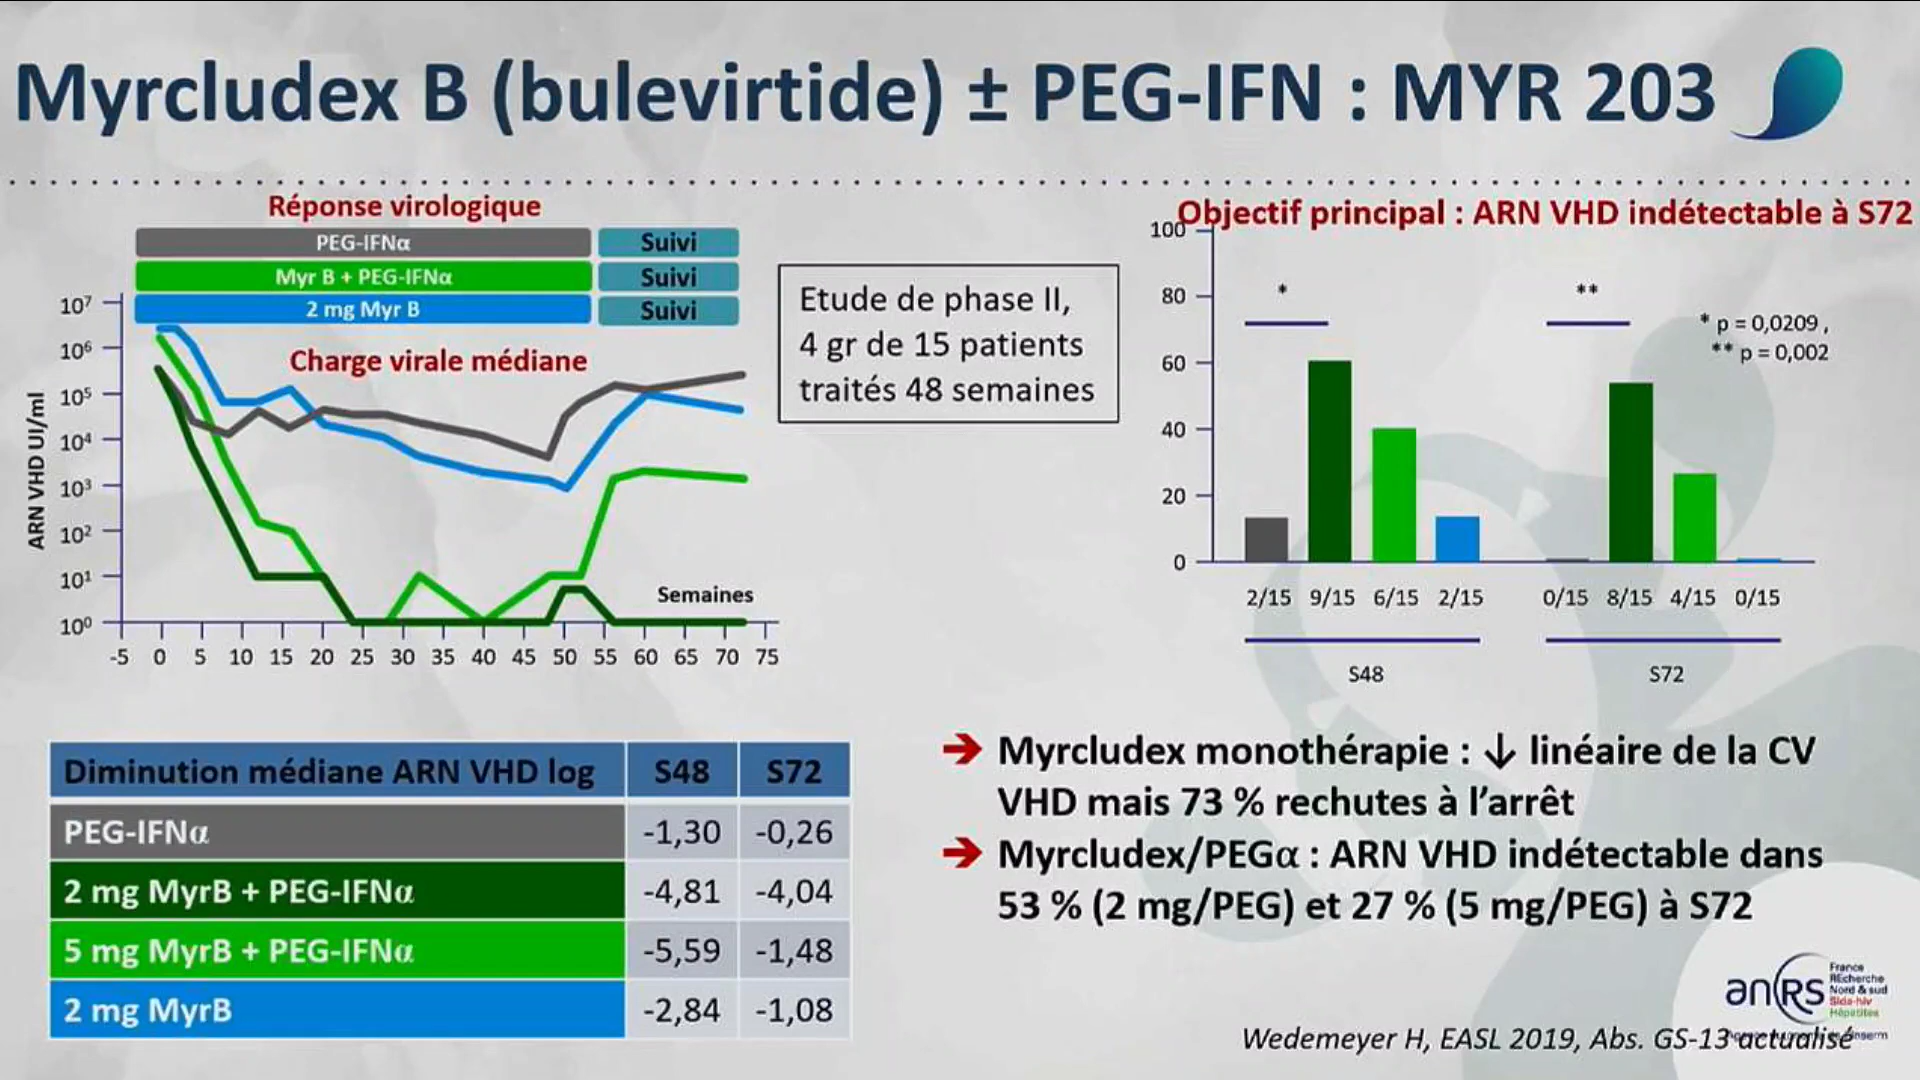 Myrcludex B (bulevirtide) ± PEG-IFN : MYR 203
Réponse virologique
PEG-IFNα
Suivi
Myr B + PEG-IFNα
Suivi
2 mg Myr B
Suivi
Charge virale médiane
ARN VHD UI/ml
10⁷
10⁶
10⁵
10⁴
10³
10²
10¹
10⁰
Semaines
-5 0 5 10 15 20 25 30 35 40 45 50 55 60 65 70 75
Etude de phase II,
4 gr de 15 patients
traités 48 semaines
Objectif principal : ARN VHD indétectable à S72
100
80
60
40
20
0
*
**
* p = 0,0209 ,
** p = 0,002
2/15 9/15 6/15 2/15 0/15 8/15 4/15 0/15
S48 S72
Diminution médiane ARN VHD log S48 S72
PEG-IFNα -1,30 -0,26
2 mg MyrB + PEG-IFNα -4,81 -4,04
5 mg MyrB + PEG-IFNα -5,59 -1,48
2 mg MyrB -2,84 -1,08
➔ Myrcludex monothérapie : ↓ linéaire de la CV
VHD mais 73 % rechutes à l’arrêt
➔ Myrcludex/PEGα : ARN VHD indétectable dans
53 % (2 mg/PEG) et 27 % (5 mg/PEG) à S72
anRS
France
REcherche
Nord & sud
Sida-hiv
Hépatites
Wedemeyer H, EASL 2019, Abs. GS-13 actualisé